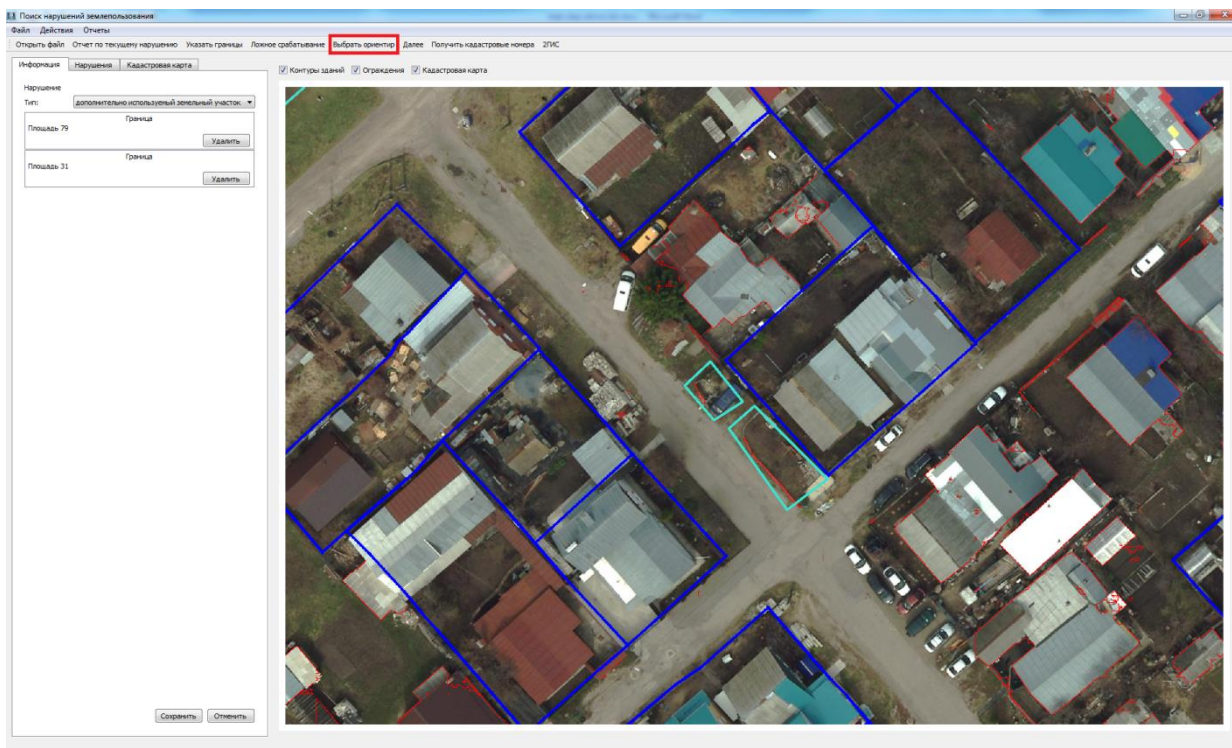 Поиск нарушений землепользования
Файл Действия Отчеты
Открыть файл Отчет по текущему нарушению Указать границы Ложное срабатывание Выбрать ориентир Далее Получить кадастровые номера 2ГИС
Информация Нарушения Кадастровая карта
Контуры зданий Ограждения Кадастровая карта
Нарушение
Тип: дополнительно используемый земельный участок
Граница
Площадь 79
Удалить
Граница
Площадь 31
Удалить
Сохранить Отменить